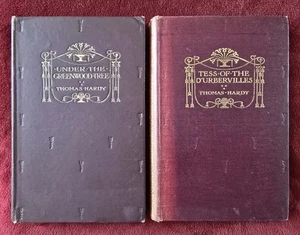 UNDER·THE·
GREENWOOD·TREE
THOMAS·HARDY
TESS·OF·THE
D'URBERVILLES
THOMAS·HARDY